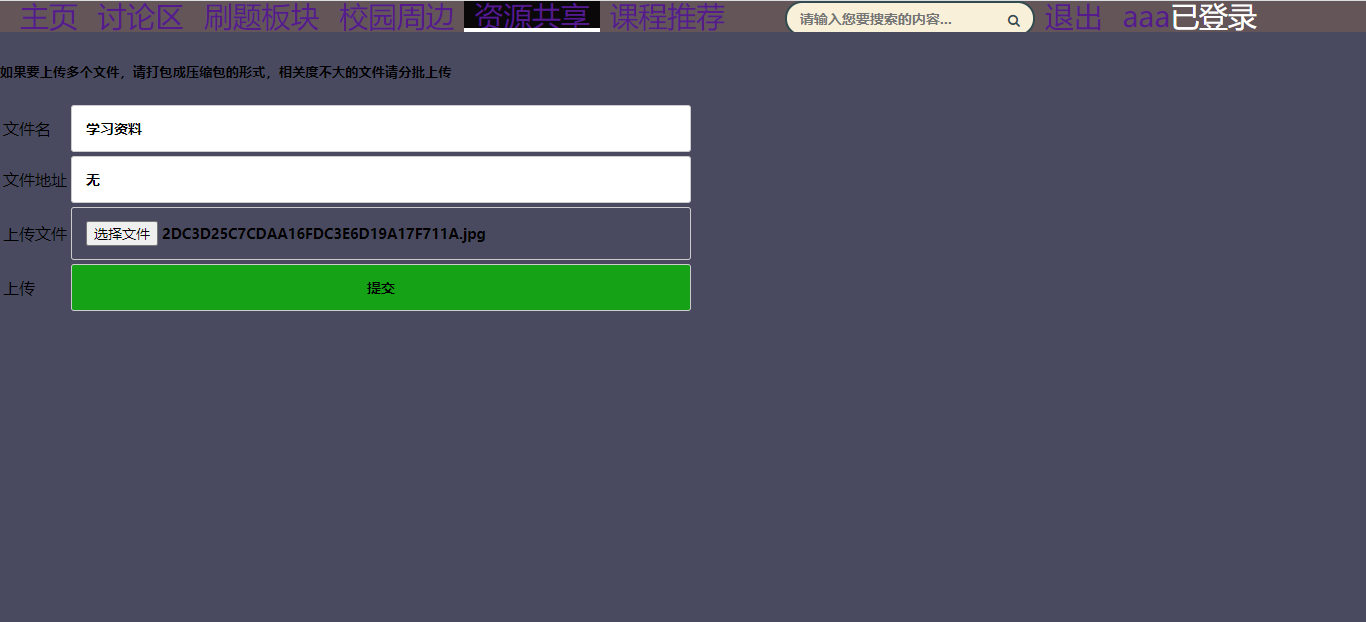 主页 讨论区 刷题板块 校园周边 资源共享 课程推荐 请输入您要搜索的内容... 退出 aaa已登录
如果要上传多个文件，请打包成压缩包的形式，相关度不大的文件请分批上传
文件名 学习资料
文件地址 无
上传文件 选择文件 2DC3D25C7CDAA16FDC3E6D19A17F711A.jpg
上传 提交